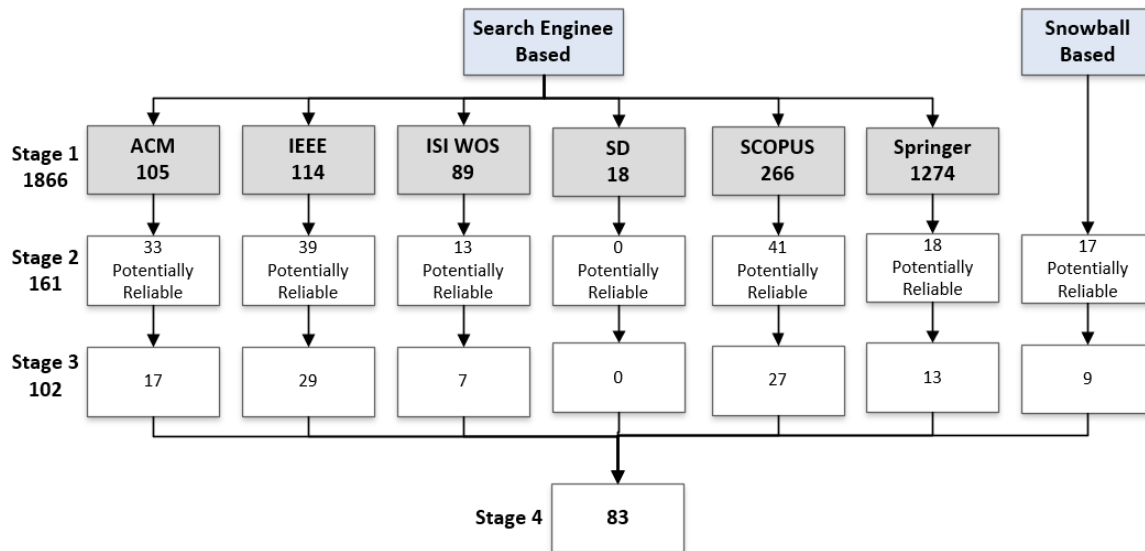 Search Enginee
Based
Snowball
Based
Stage 1
1866
ACM
105
IEEE
114
ISI WOS
89
SD
18
SCOPUS
266
Springer
1274
Stage 2
161
33
Potentially
Reliable
39
Potentially
Reliable
13
Potentially
Reliable
0
Potentially
Reliable
41
Potentially
Reliable
18
Potentially
Reliable
17
Potentially
Reliable
Stage 3
102
17
29
7
0
27
13
9
Stage 4
83